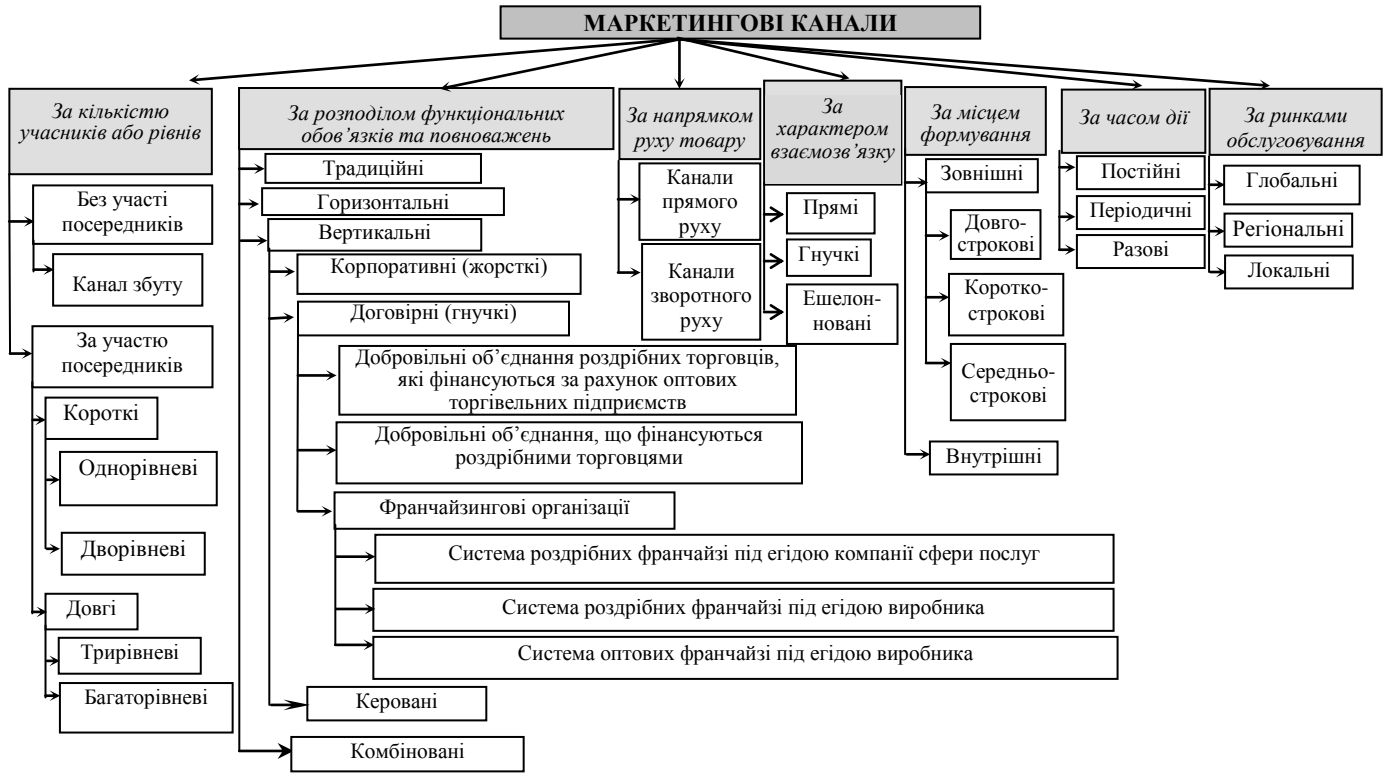 МАРКЕТИНГОВІ КАНАЛИ
За кількістю
учасників або рівнів
Без участі
посередників
Канал збуту
За участю
посередників
Короткі
Однорівневі
Дворівневі
Довгі
Трирівневі
Багаторівневі
За розподілом функціональних
обов’язків та повноважень
Традиційні
Горизонтальні
Вертикальні
Корпоративні (жорсткі)
Договірні (гнучкі)
Добровільні об’єднання роздрібних торговців,
які фінансуються за рахунок оптових
торгівельних підприємств
Добровільні об’єднання, що фінансуються
роздрібними торговцями
Франчайзингові організації
Система роздрібних франчайзі під егідою компанії сфери послуг
Система роздрібних франчайзі під егідою виробника
Система оптових франчайзі під егідою виробника
Керовані
Комбіновані
За напрямком
руху товару
Канали
прямого
руху
Канали
зворотного
руху
За
характером
взаємозв’язку
Прямі
Гнучкі
Ешелон-
новані
За місцем
формування
Зовнішні
Довго-
строкові
Коротко-
строкові
Середньо-
строкові
Внутрішні
За часом дії
Постійні
Періодичні
Разові
За ринками
обслуговування
Глобальні
Регіональні
Локальні